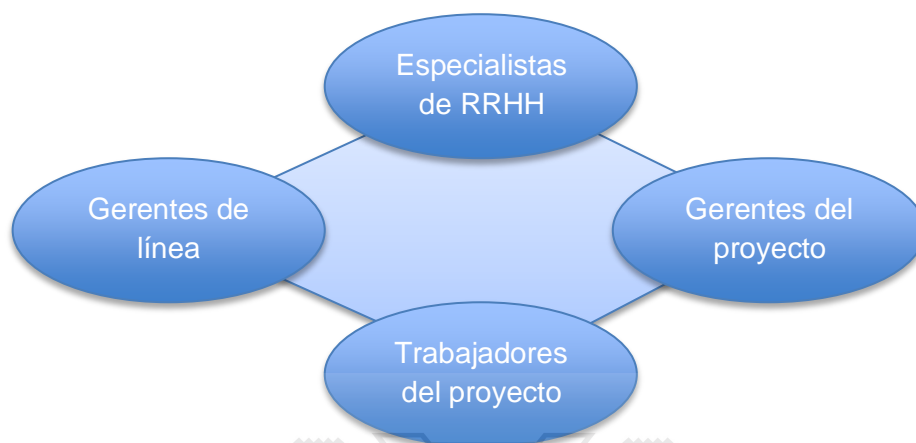 Especialistas
de RRHH
Gerentes de
línea
Gerentes del
proyecto
Trabajadores
del proyecto